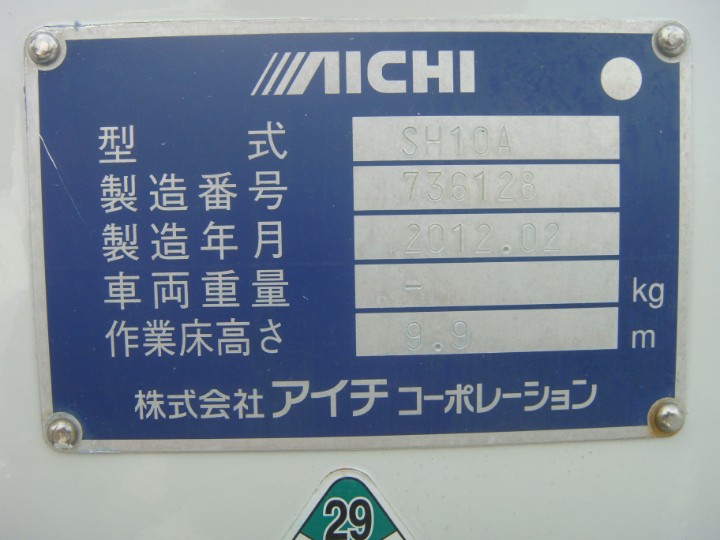 AICHI
型式 SH10A
製造番号 736128
製造年月 2012.02
車両重量 - kg
作業床高さ 9.9 m
株式会社アイチコーポレーション
29